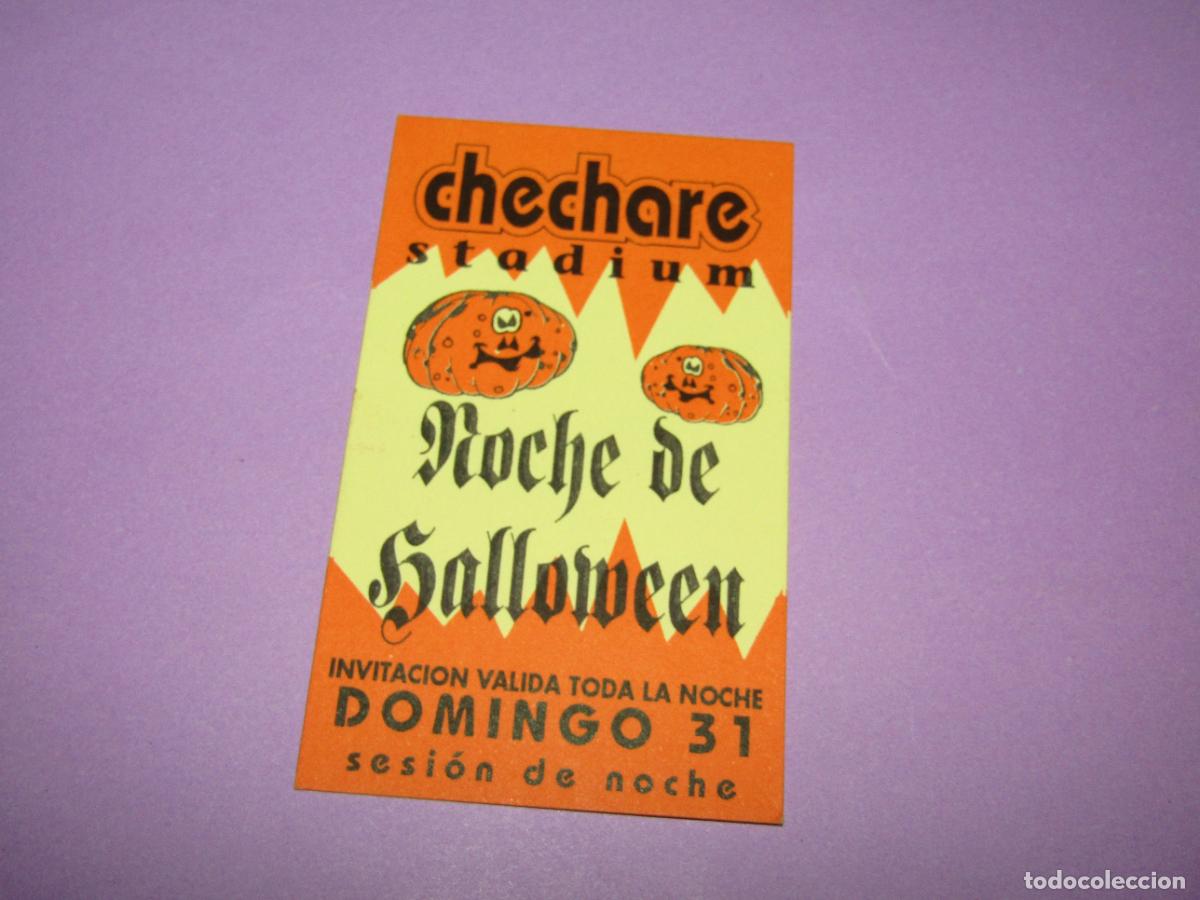 chechare
stadium
Noche de
Halloween
INVITACION VALIDA TODA LA NOCHE
DOMINGO 31
sesión de noche
todocoleccion